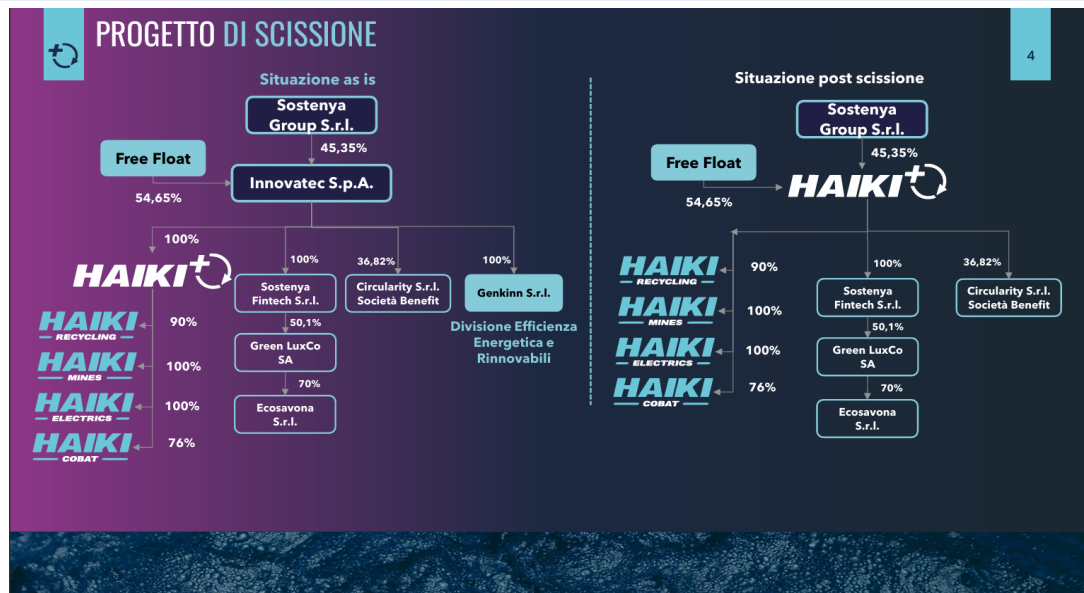 PROGETTO DI SCISSIONE
4
Situazione as is
Sostenya
Group S.r.l.
45,35%
Free Float
54,65%
Innovatec S.p.A.
100%
HAIKI+
100%
36,82%
100%
Sostenya
Fintech S.r.l.
Circularity S.r.l.
Società Benefit
Genkinn S.r.l.
Divisione Efficienza
Energetica e
Rinnovabili
50,1%
Green LuxCo
SA
70%
Ecosavona
S.r.l.
HAIKI
RECYCLING
90%
HAIKI
MINES
100%
HAIKI
ELECTRICS
100%
HAIKI
COBAT
76%
Situazione post scissione
Sostenya
Group S.r.l.
45,35%
Free Float
54,65%
HAIKI+
HAIKI
RECYCLING
90%
HAIKI
MINES
100%
HAIKI
ELECTRICS
100%
HAIKI
COBAT
76%
100%
Sostenya
Fintech S.r.l.
50,1%
Green LuxCo
SA
70%
Ecosavona
S.r.l.
36,82%
Circularity S.r.l.
Società Benefit